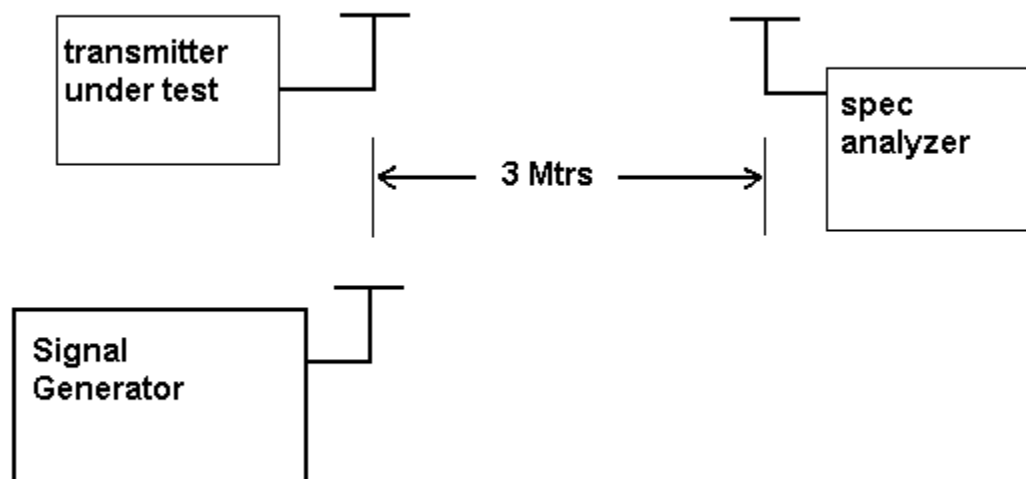 transmitter
under test
spec
analyzer
3 Mtrs
Signal
Generator